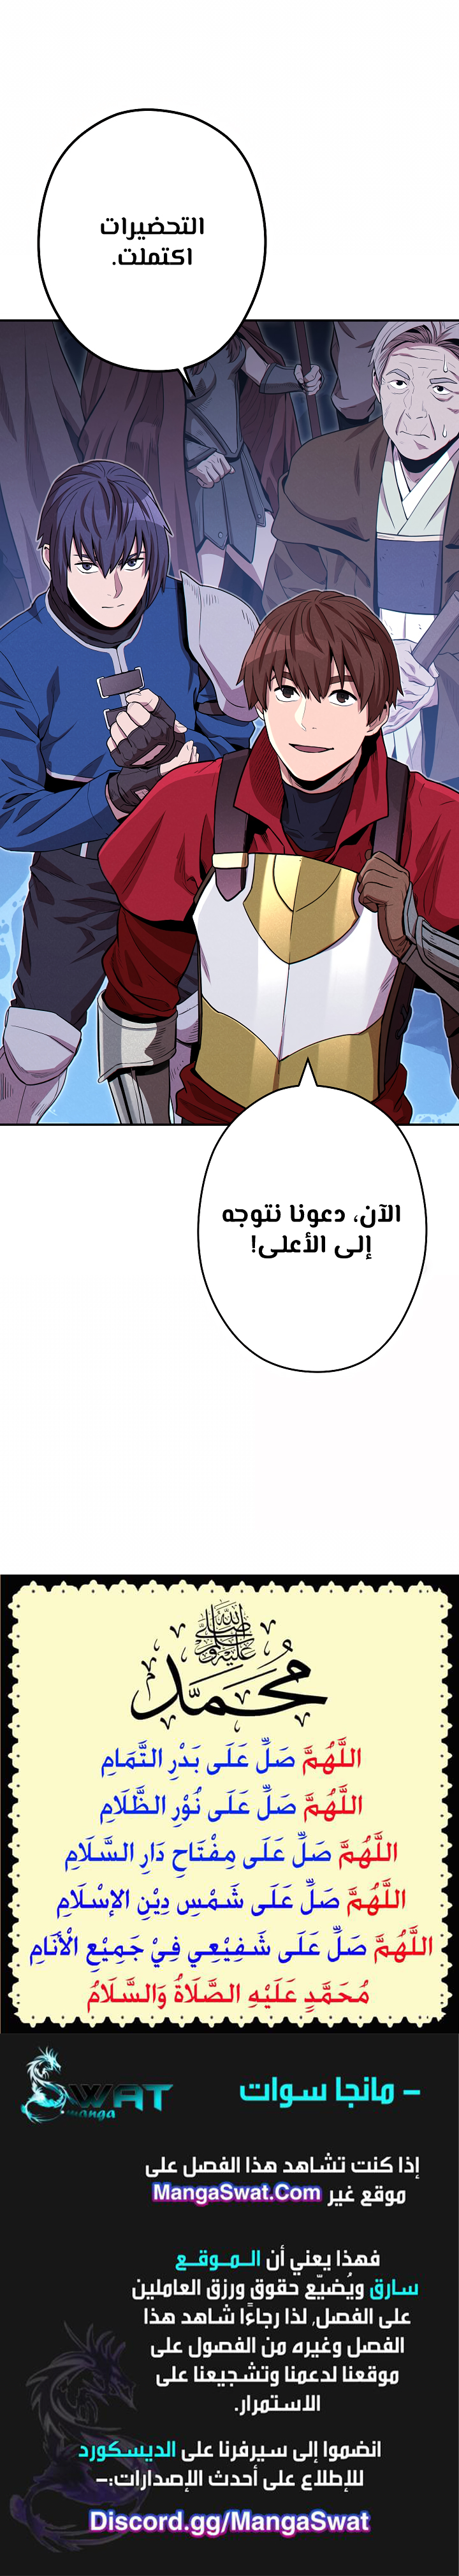 التحضيرات
اكتملت.
الآن، دعونا نتوجه
إلى الأعلى!
صلى الله عليه وسلم
محمد
اللَّهُمَّ صَلِّ عَلَى بَدْرِ التَّمَامِ
اللَّهُمَّ صَلِّ عَلَى نُوْرِ الظَّلَامِ
اللَّهُمَّ صَلِّ عَلَى مِفْتَاحِ دَارِ السَّلَامِ
اللَّهُمَّ صَلِّ عَلَى شَمْسِ دِيْنِ الإسْلَامِ
اللَّهُمَّ صَلِّ عَلَى شَفِيْعِي فِيْ جَمِيْعِ الْأَنَامِ
مُحَمَّدٍ عَلَيْهِ الصَّلَاةُ وَالسَّلَامُ
SWAT
manga
- مانجا سوات
إذا كنت تشاهد هذا الفصل على
موقع غير MangaSwat.Com
فهذا يعني أن الــمـوقــع
سارق ويُضيّع حقوق ورزق العاملين
على الفصل, لذا رجاءًا شاهد هذا
الفصل وغيره من الفصول على
موقعنا لدعمنا وتشجيعنا على
الاستمرار.
انضموا إلى سيرفرنا على الديسكورد
للإطلاع على أحدث الإصدارات:-
Discord.gg/MangaSwat